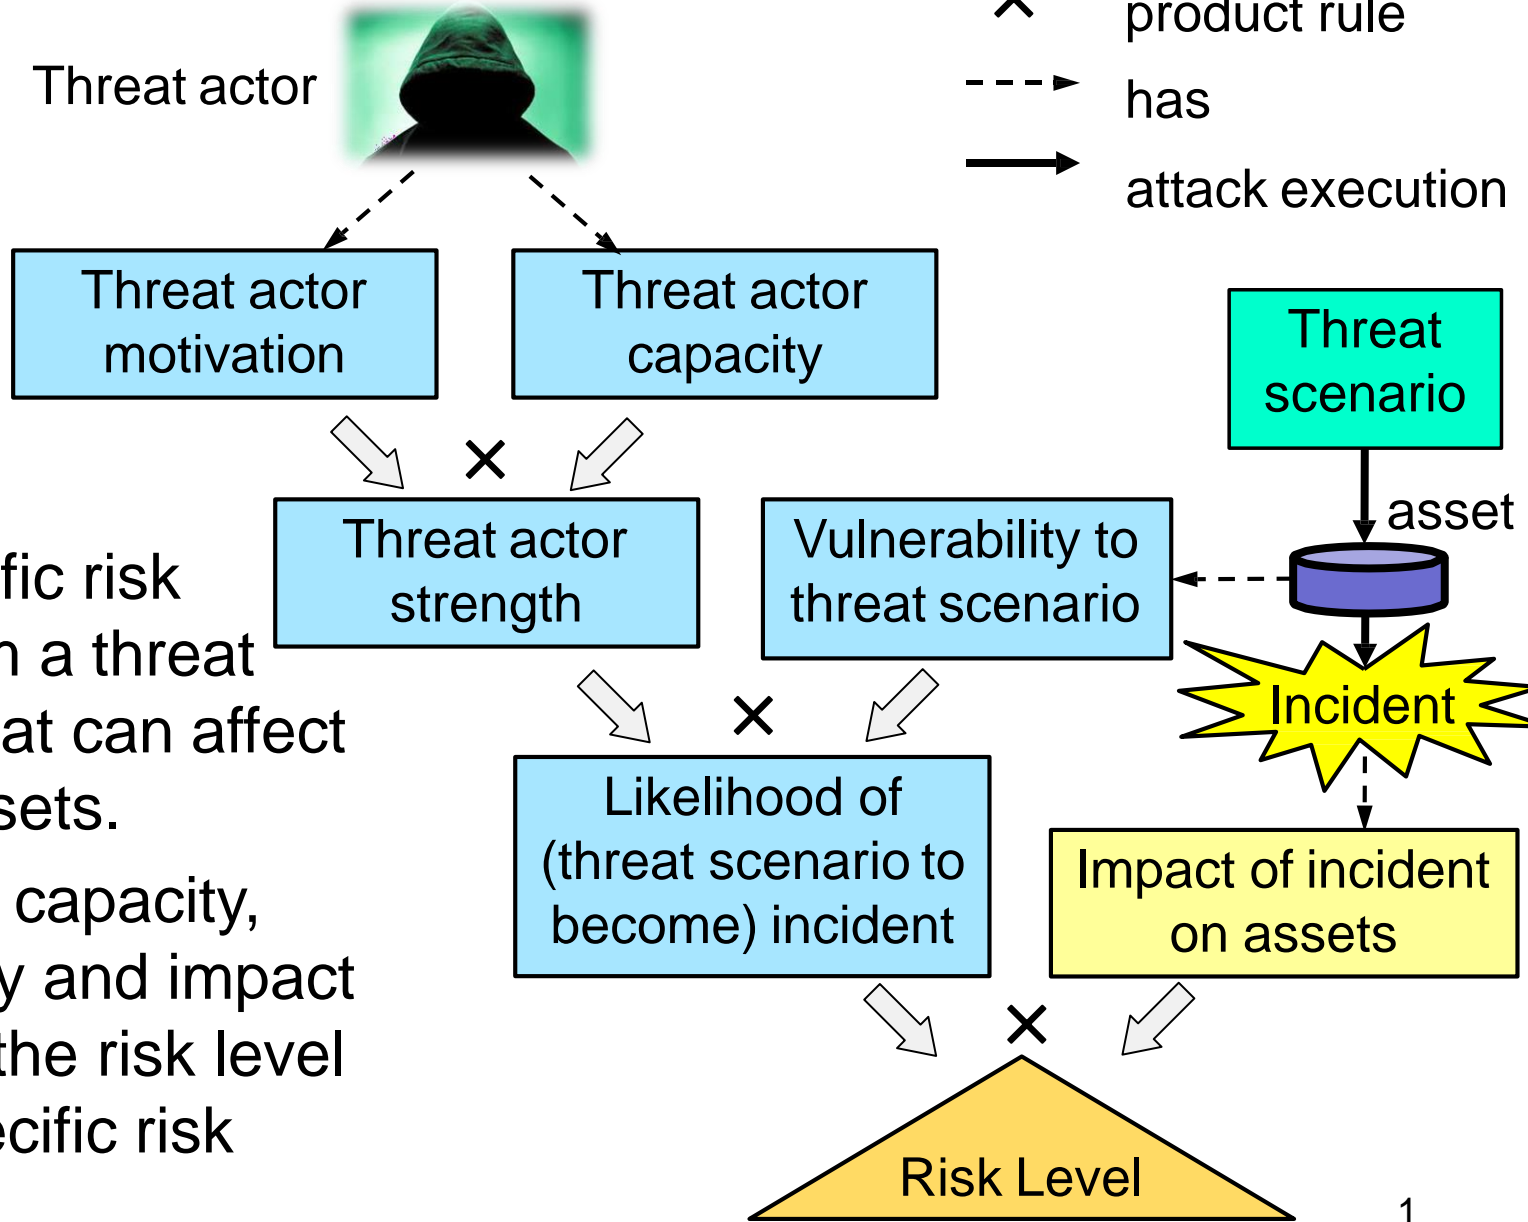 Threat actor
× product rule
has
attack execution
Threat actor
motivation
Threat actor
capacity
Threat
scenario
×
asset
Threat actor
strength
Vulnerability to
threat scenario
Incident
×
Likelihood of
(threat scenario to
become) incident
Impact of incident
on assets
×
Risk Level
fic risk
a threat
at can affect
sets.
capacity,
y and impact
the risk level
ecific risk
1